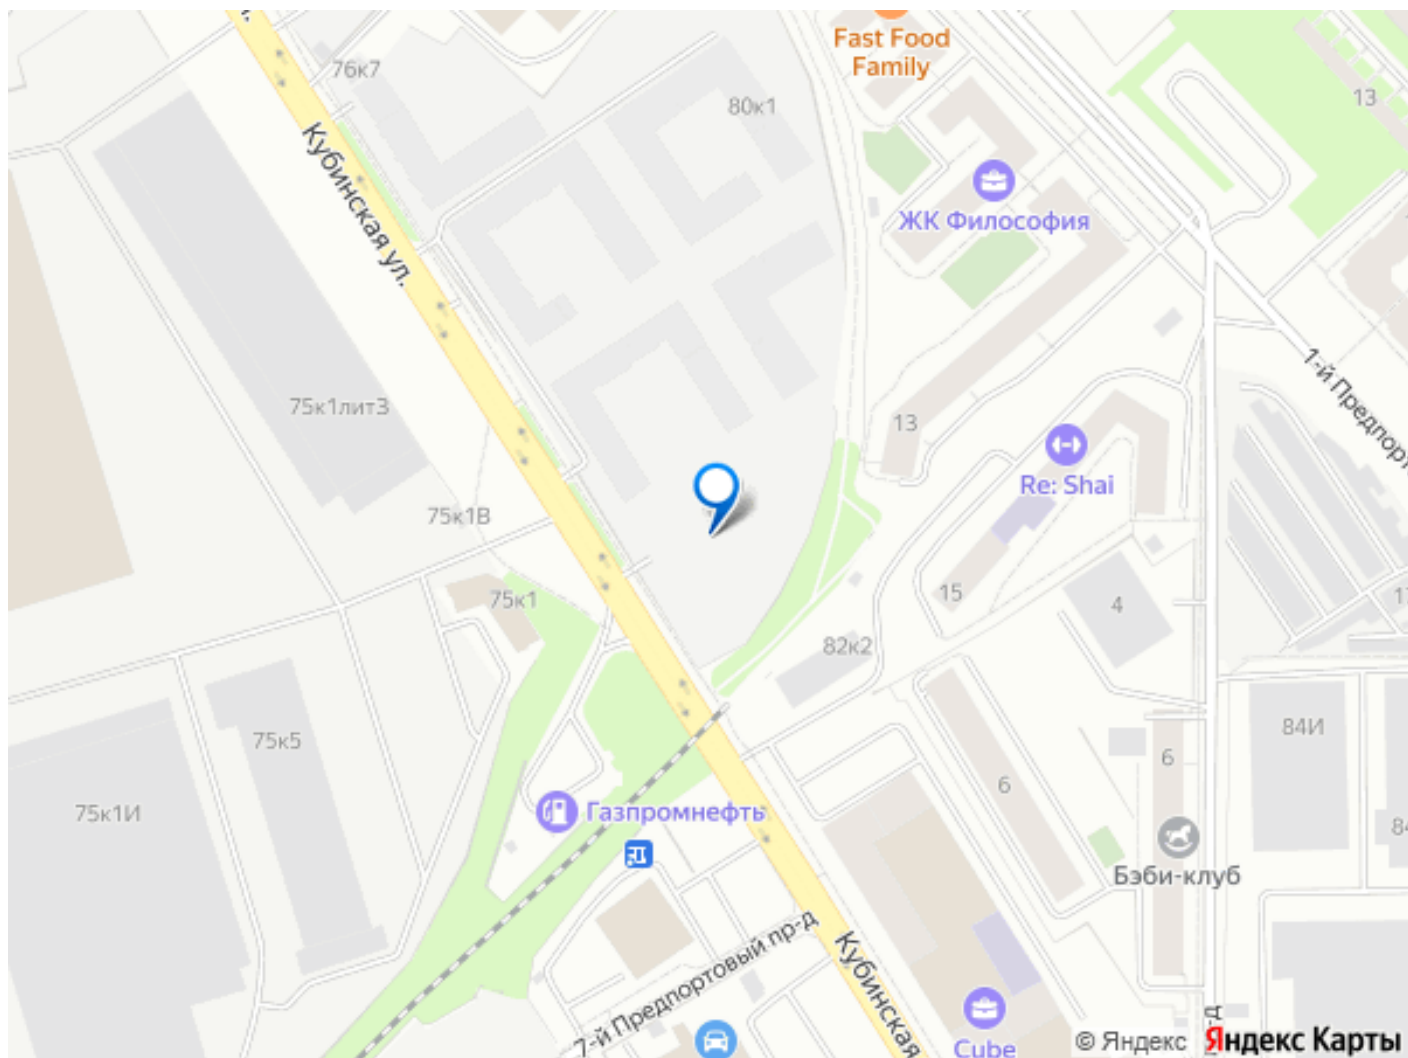 Fast Food
Family
76к7
80к1
13
Кубинская ул.
ЖК Философия
1-й Предпорт
75к1лит3
13
Re: Shai
75к1В
75к1
15
4
82к2
75к5
84И
6
6
75к1И
Газпромнефть
Бэби-клуб
7-й Предпортовый пр-д
Кубинская
Cube
© Яндекс
Яндекс Карты